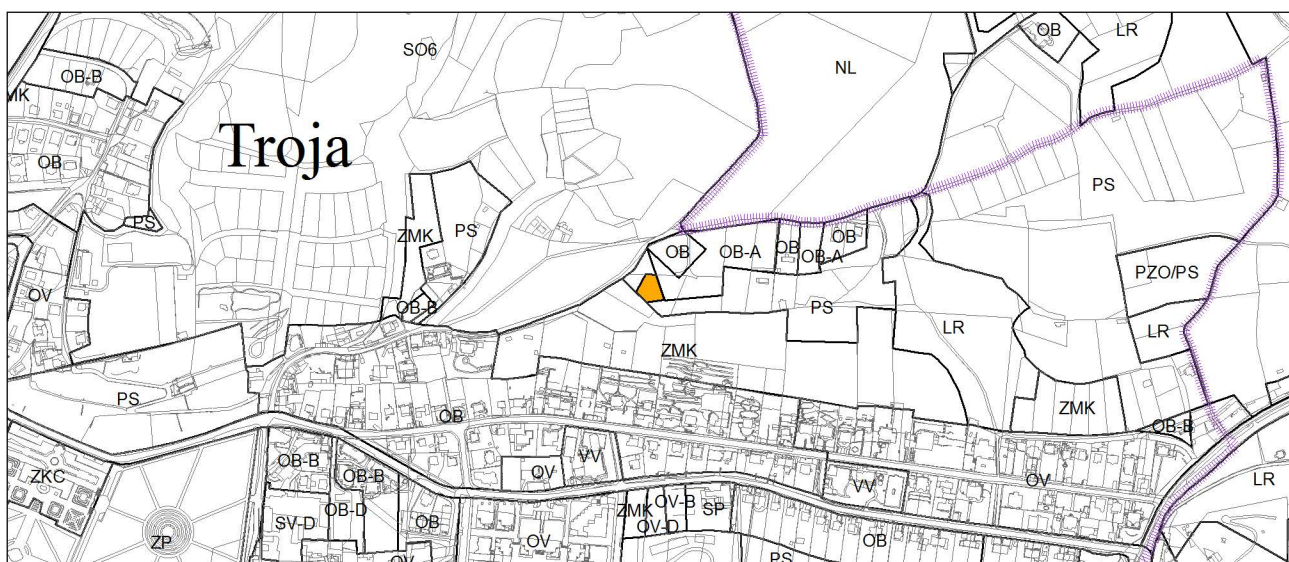 OB
LR
SO6
NL
OB-B
MK
Troja
OB
PS
PS
PS
ZMK
OB
OB-A
OB
OB
OB-A
PZO/PS
OV
OB-B
PS
LR
LR
ZMK
PS
OB
ZMK
OB-B
ZKC
OB-B
OB-B
OV
VV
VV
OV
LR
SV-D
OB-D
OB
ZMK
OV-B
OV-D
SP
ZP
OV
OB
OV
PS